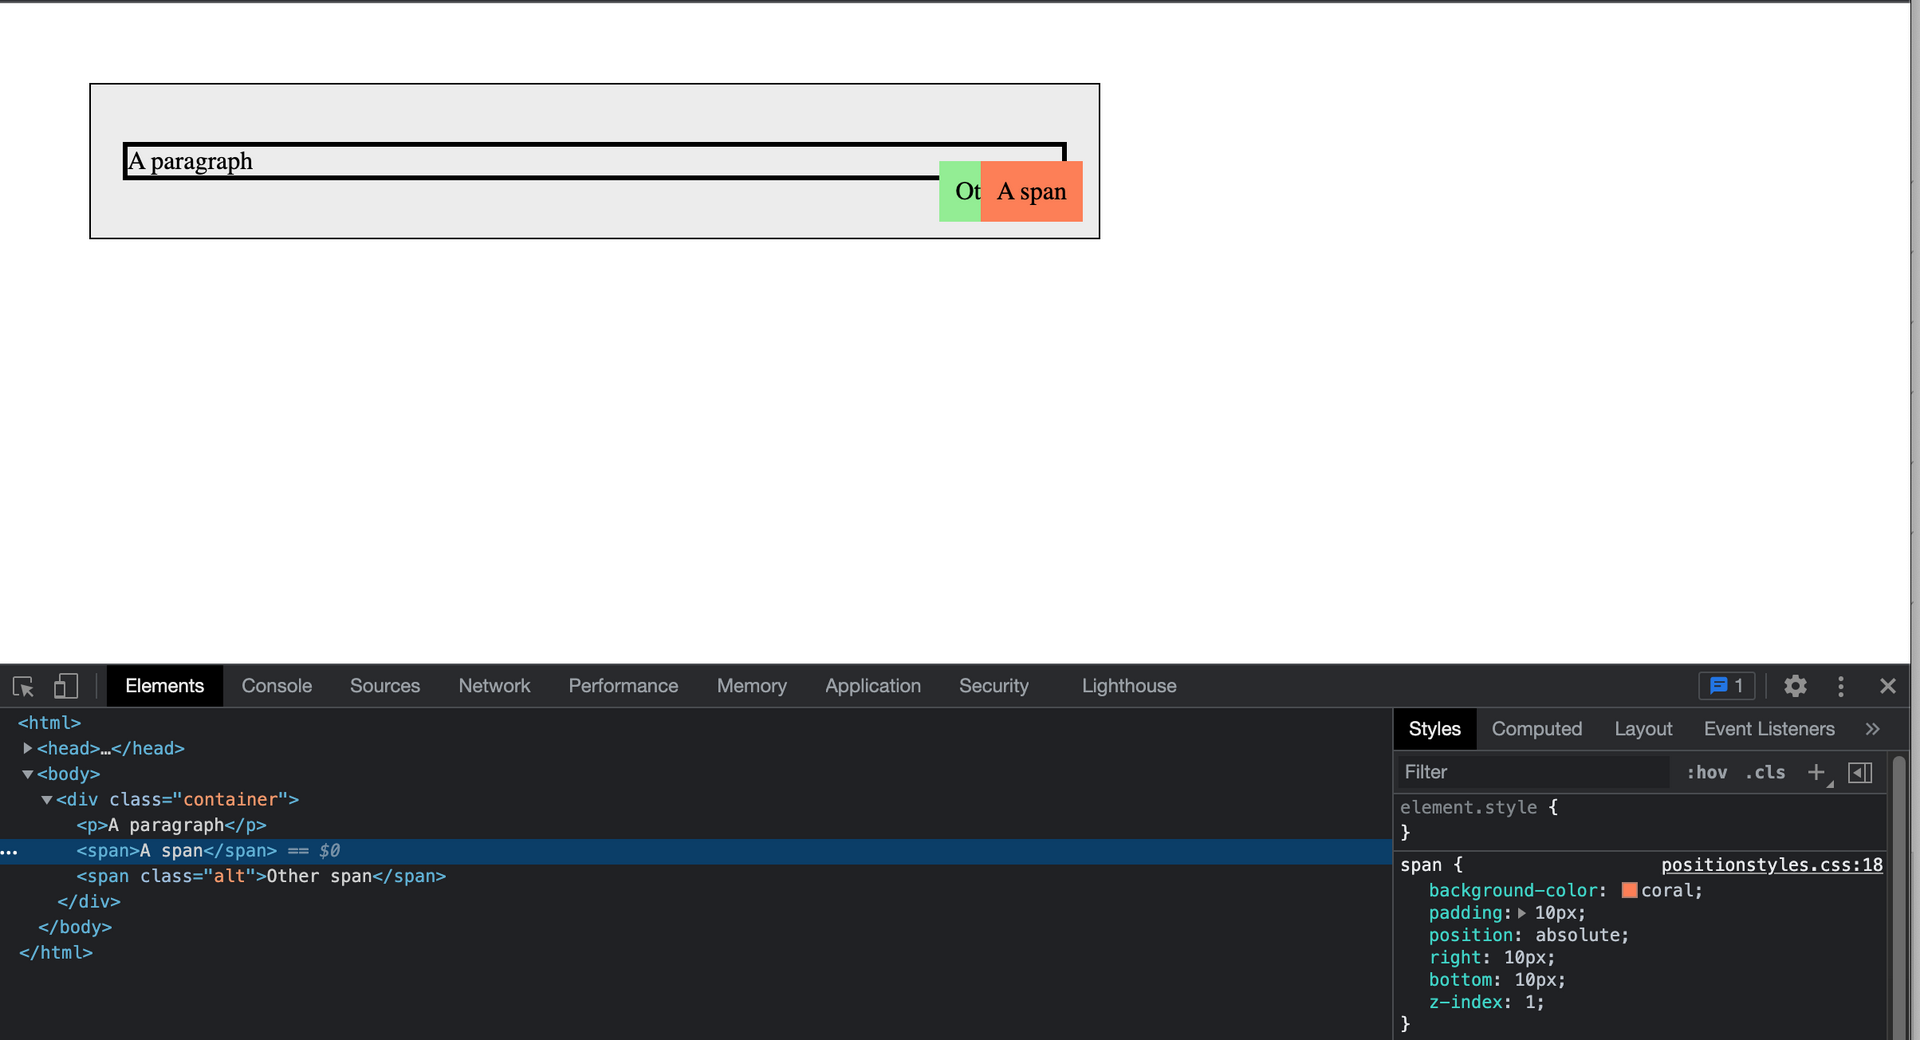 A paragraph
Ot
A span
Elements Console Sources Network Performance Memory Application Security Lighthouse 1
<html>
<head>…</head>
<body>
<div class="container">
<p>A paragraph</p>
<span>A span</span> == $0
<span class="alt">Other span</span>
</div>
</body>
</html>
Styles Computed Layout Event Listeners »
Filter :hov .cls +
element.style {
}
span { positionstyles.css:18
background-color: coral;
padding: 10px;
position: absolute;
right: 10px;
bottom: 10px;
z-index: 1;
}